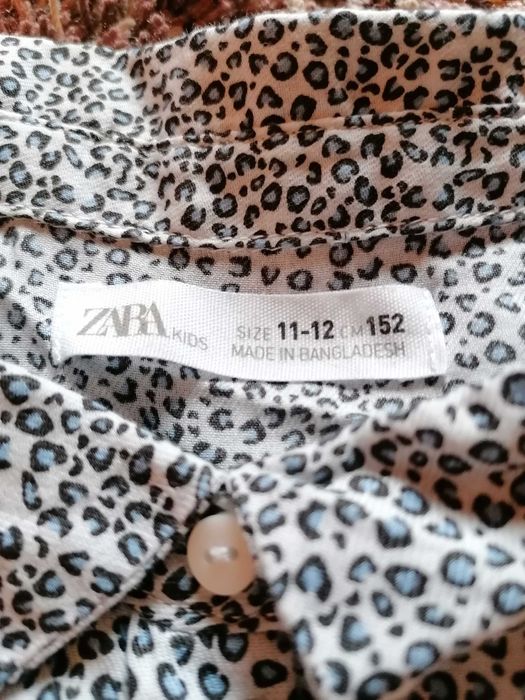 ZARA KIDS SIZE 11-12 CM 152
MADE IN BANGLADESH